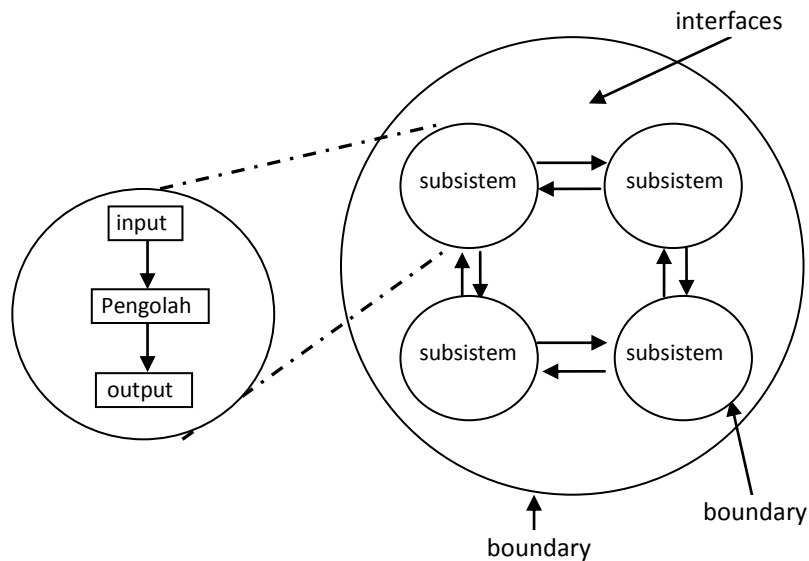 interfaces
subsistem
subsistem
input
Pengolah
output
subsistem
subsistem
boundary
boundary